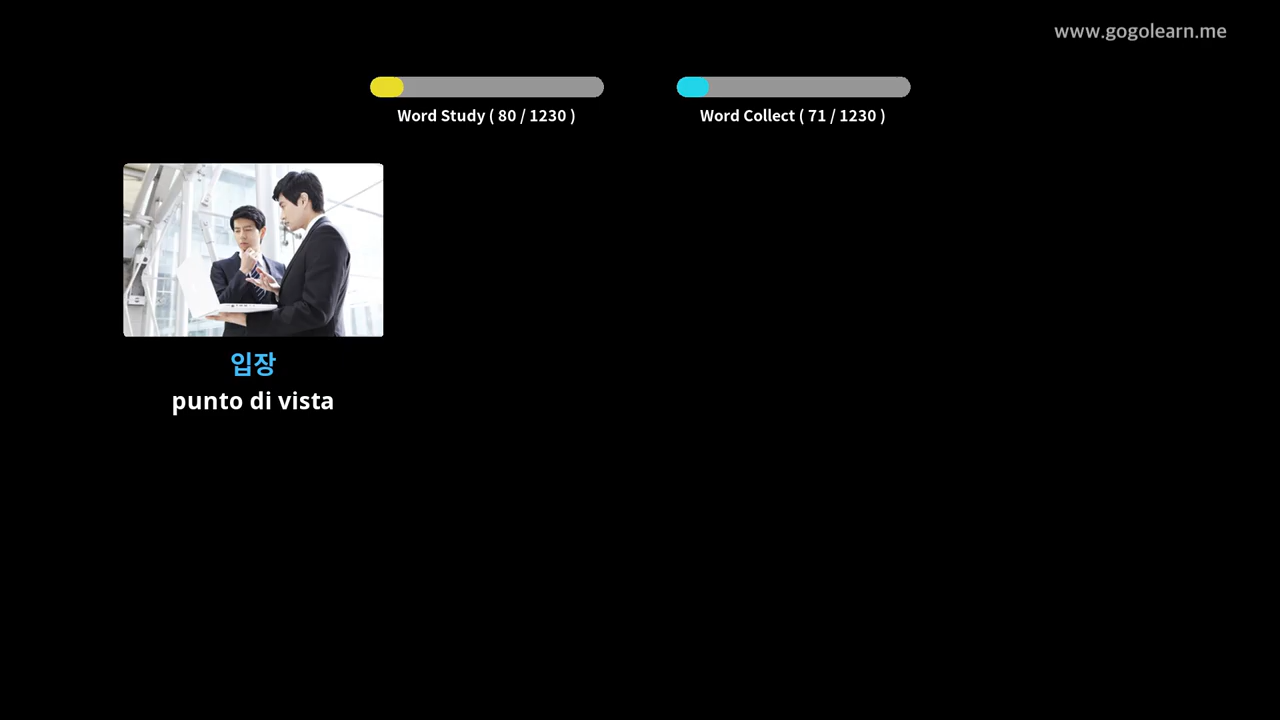 www.gogolearn.me
Word Study ( 80 / 1230 )
Word Collect ( 71 / 1230 )
입장
punto di vista